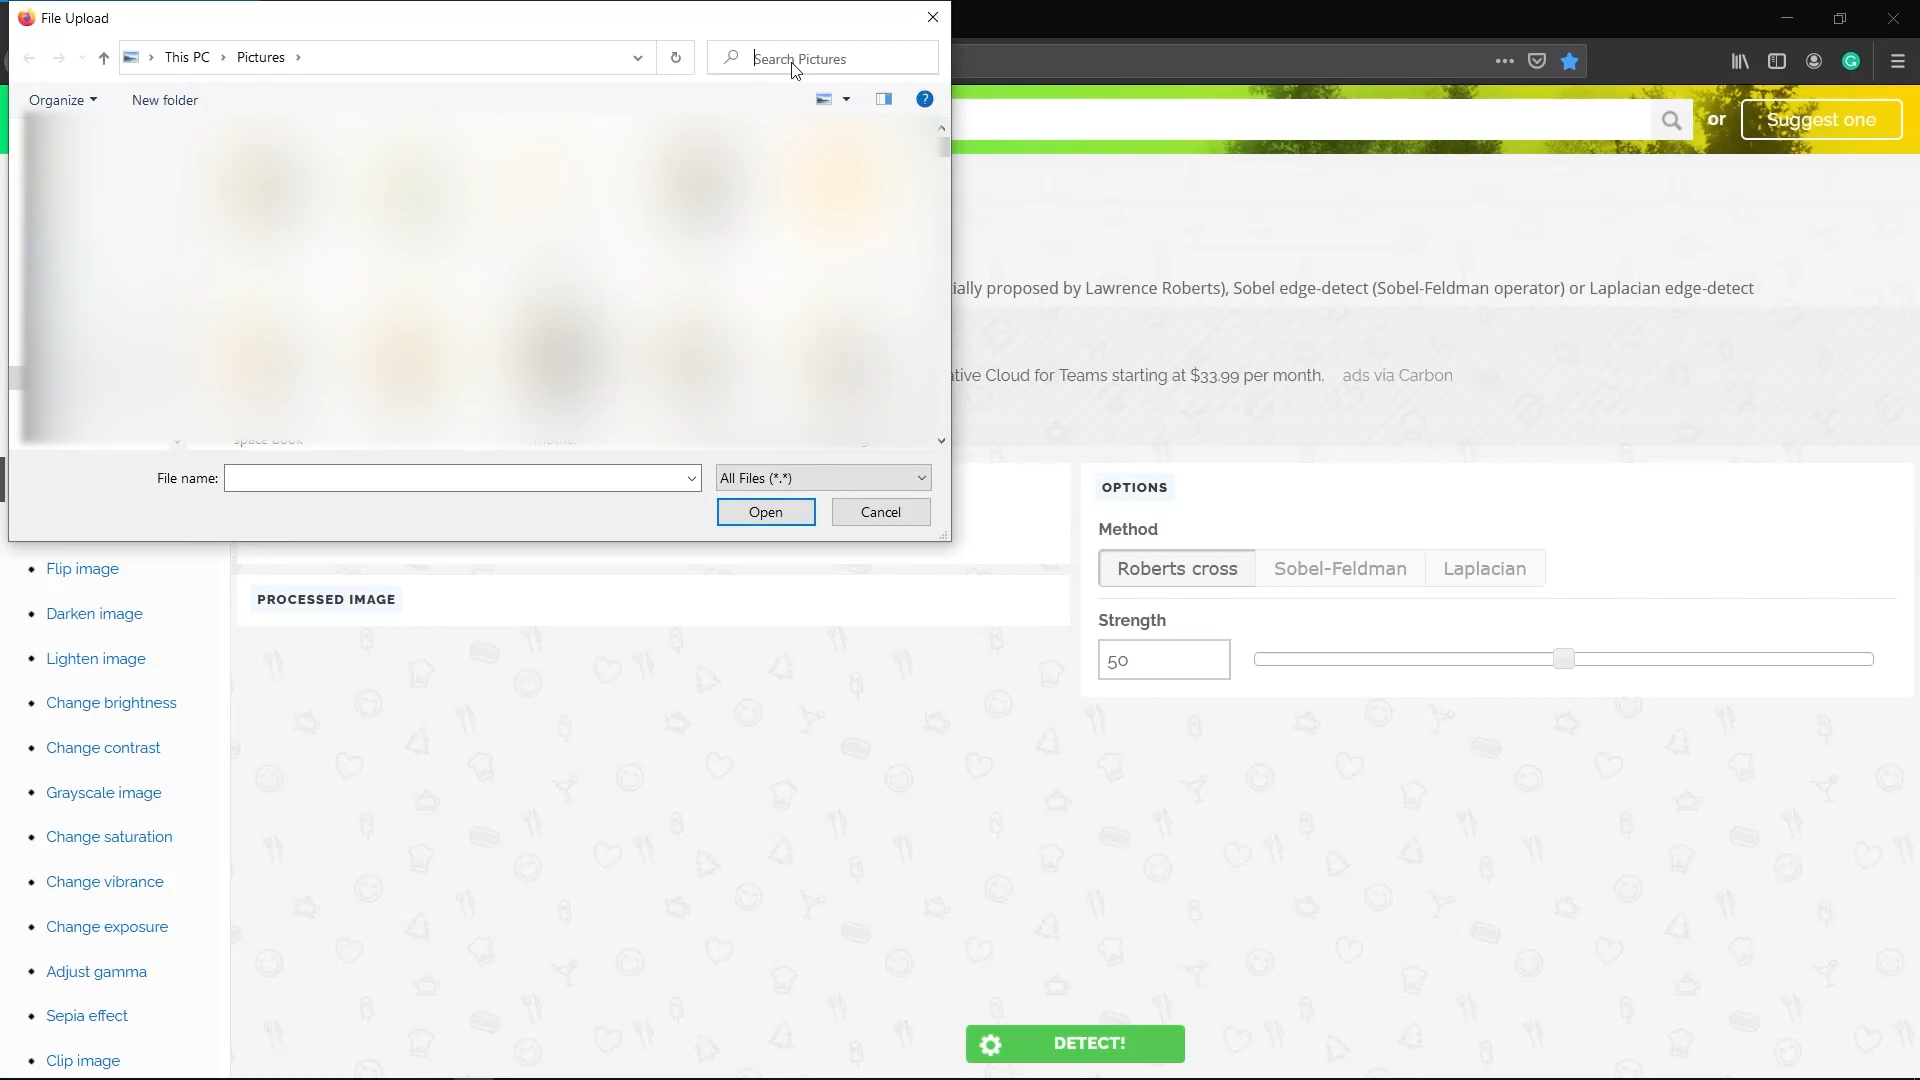 File Upload
This PC
Pictures
Search Pictures
Organize
New folder
or
Suggest one
ially proposed by Lawrence Roberts), Sobel edge-detect (Sobel-Feldman operator) or Laplacian edge-detect
ative Cloud for Teams starting at $33.99 per month. ads via Carbon
space book
mother
File name:
All Files (*.*)
Open
Cancel
OPTIONS
Method
Roberts cross
Sobel-Feldman
Laplacian
Strength
50
PROCESSED IMAGE
Flip image
Darken image
Lighten image
Change brightness
Change contrast
Grayscale image
Change saturation
Change vibrance
Change exposure
Adjust gamma
Sepia effect
Clip image
DETECT!